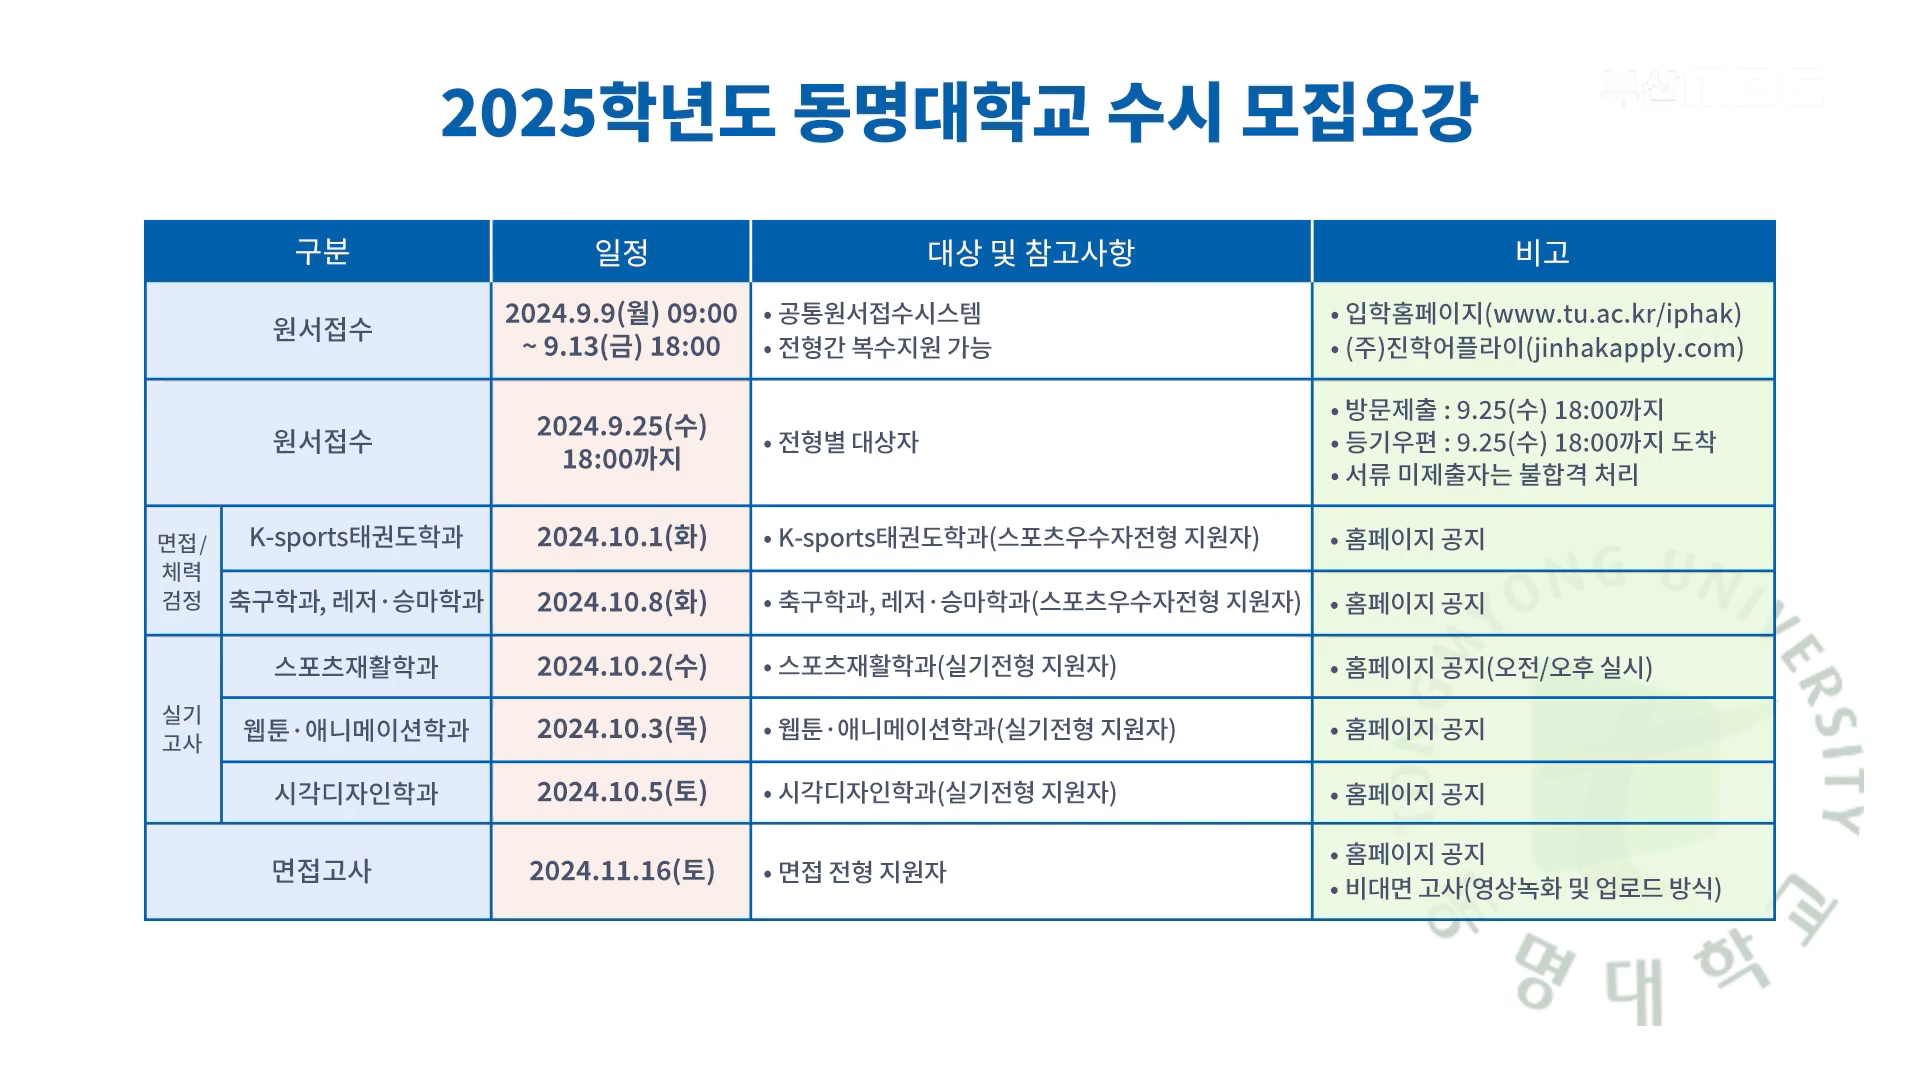 2025학년도 동명대학교 수시 모집요강
부산MBC
구분 일정 대상 및 참고사항 비고
원서접수
2024.9.9(월) 09:00
~ 9.13(금) 18:00
• 공통원서접수시스템
• 전형간 복수지원 가능
• 입학홈페이지(www.tu.ac.kr/iphak)
• (주)진학어플라이(jinhakapply.com)
원서접수
2024.9.25(수)
18:00까지
• 전형별 대상자
• 방문제출 : 9.25(수) 18:00까지
• 등기우편 : 9.25(수) 18:00까지 도착
• 서류 미제출자는 불합격 처리
면접/
체력
검정
K-sports태권도학과
2024.10.1(화)
• K-sports태권도학과(스포츠우수자전형 지원자)
• 홈페이지 공지
축구학과, 레저·승마학과
2024.10.8(화)
• 축구학과, 레저·승마학과(스포츠우수자전형 지원자)
• 홈페이지 공지
실기
고사
스포츠재활학과
2024.10.2(수)
• 스포츠재활학과(실기전형 지원자)
• 홈페이지 공지(오전/오후 실시)
웹툰·애니메이션학과
2024.10.3(목)
• 웹툰·애니메이션학과(실기전형 지원자)
• 홈페이지 공지
시각디자인학과
2024.10.5(토)
• 시각디자인학과(실기전형 지원자)
• 홈페이지 공지
면접고사
2024.11.16(토)
• 면접 전형 지원자
• 홈페이지 공지
• 비대면 고사(영상녹화 및 업로드 방식)
TONGMYONG UNIVERSITY
동명대학교